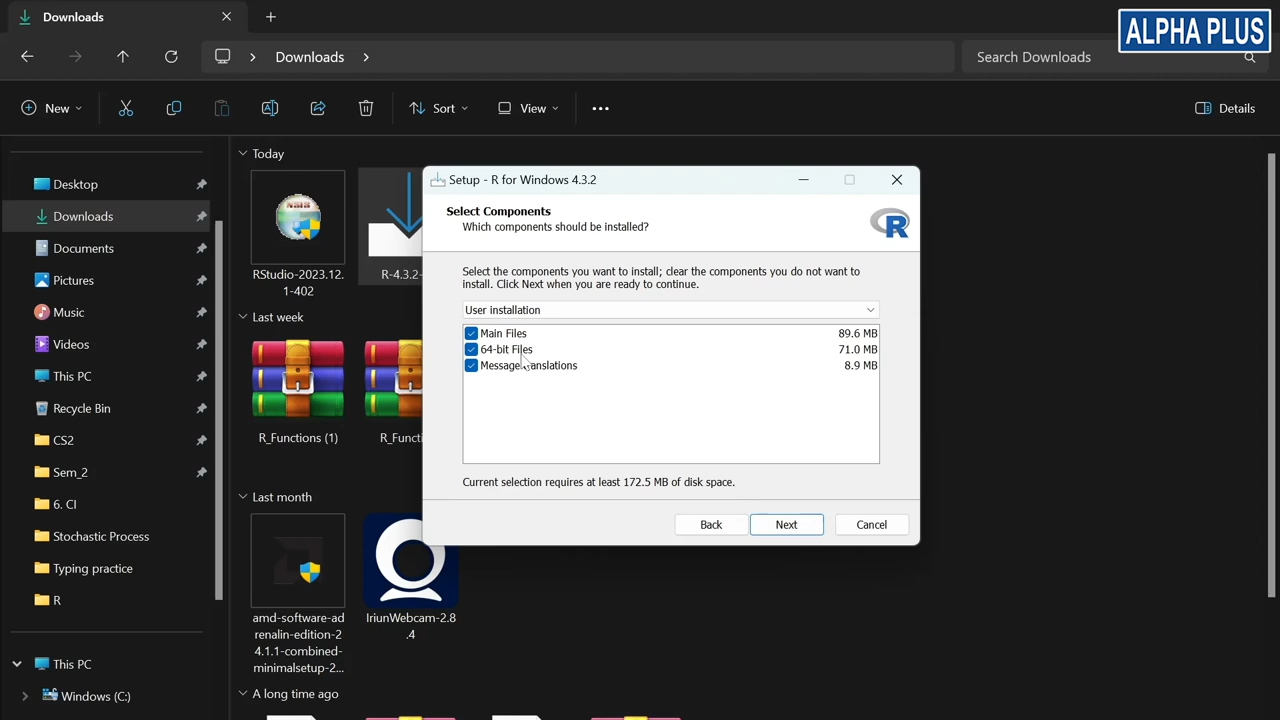 Downloads
ALPHA PLUS
Downloads
Search Downloads
New
Sort
View
Details
Desktop
Downloads
Documents
Pictures
Music
Videos
This PC
Recycle Bin
CS2
Sem_2
6. CI
Stochastic Process
Typing practice
R
This PC
Windows (C:)
Today
Naia
RStudio-2023.12.
1-402
R-4.3.2-
Last week
R_Functions (1)
R_Functi
Last month
amd-software-ad
renalin-edition-2
4.1.1-combined-
minimalsetup-2...
IriunWebcam-2.8
.4
A long time ago
Setup - R for Windows 4.3.2
Select Components
Which components should be installed?
R
Select the components you want to install; clear the components you do not want to
install. Click Next when you are ready to continue.
User installation
Main Files 89.6 MB
64-bit Files 71.0 MB
Message translations 8.9 MB
Current selection requires at least 172.5 MB of disk space.
Back
Next
Cancel